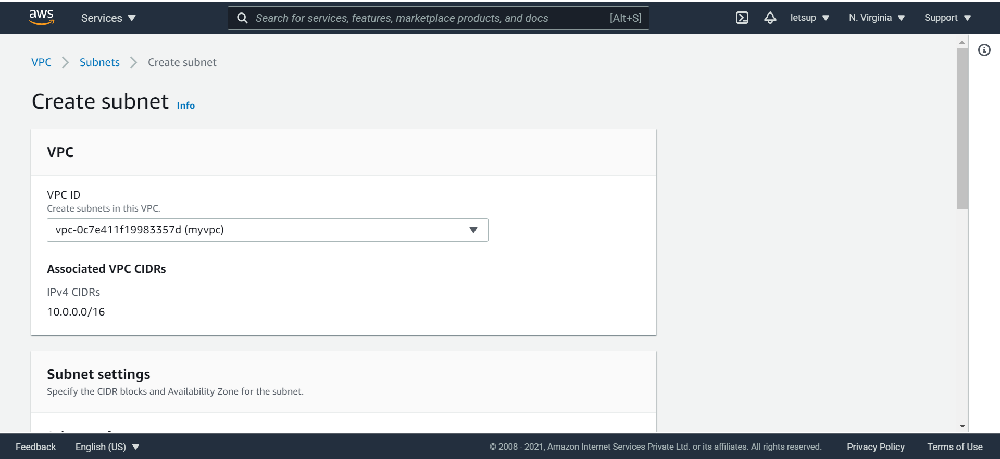 aws Services Search for services, features, marketplace products, and docs [Alt+S] letsup N. Virginia Support
VPC Subnets Create subnet
Create subnet Info
VPC
VPC ID
Create subnets in this VPC.
vpc-0c7e411f19983357d (myvpc)
Associated VPC CIDRs
IPv4 CIDRs
10.0.0.0/16
Subnet settings
Specify the CIDR blocks and Availability Zone for the subnet.
Feedback English (US) © 2008 - 2021, Amazon Internet Services Private Ltd. or its affiliates. All rights reserved. Privacy Policy Terms of Use